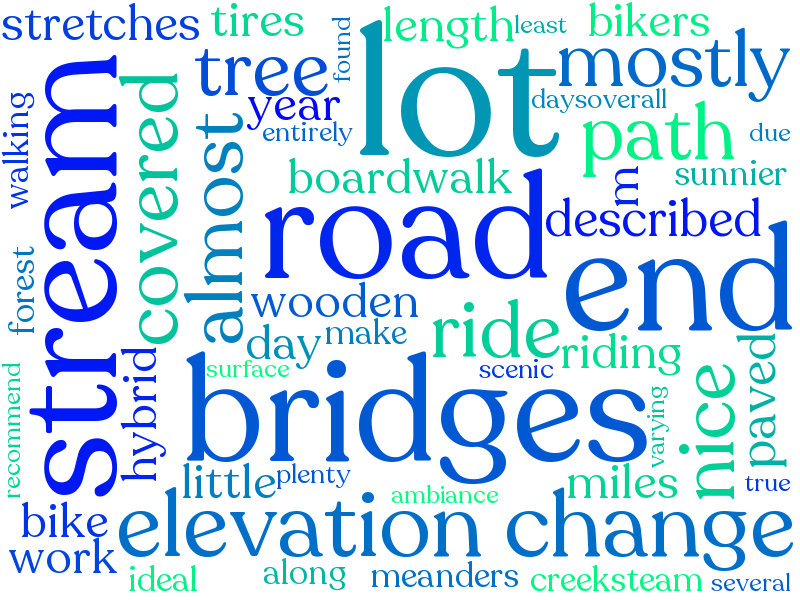 stretches
tires
found
length
least
bikers
tree
lot
mostly
year
daysoverall
walking
stream
covered
almost
entirely
path
due
boardwalk
m
sunnier
road
described
forest
wooden
end
day
make
ride
riding
surface
scenic
recommend
hybrid
bridges
varying
nice
paved
little
plenty
miles
true
bike
ambiance
elevation change
work
ideal
along
meanders
creeksteam
several